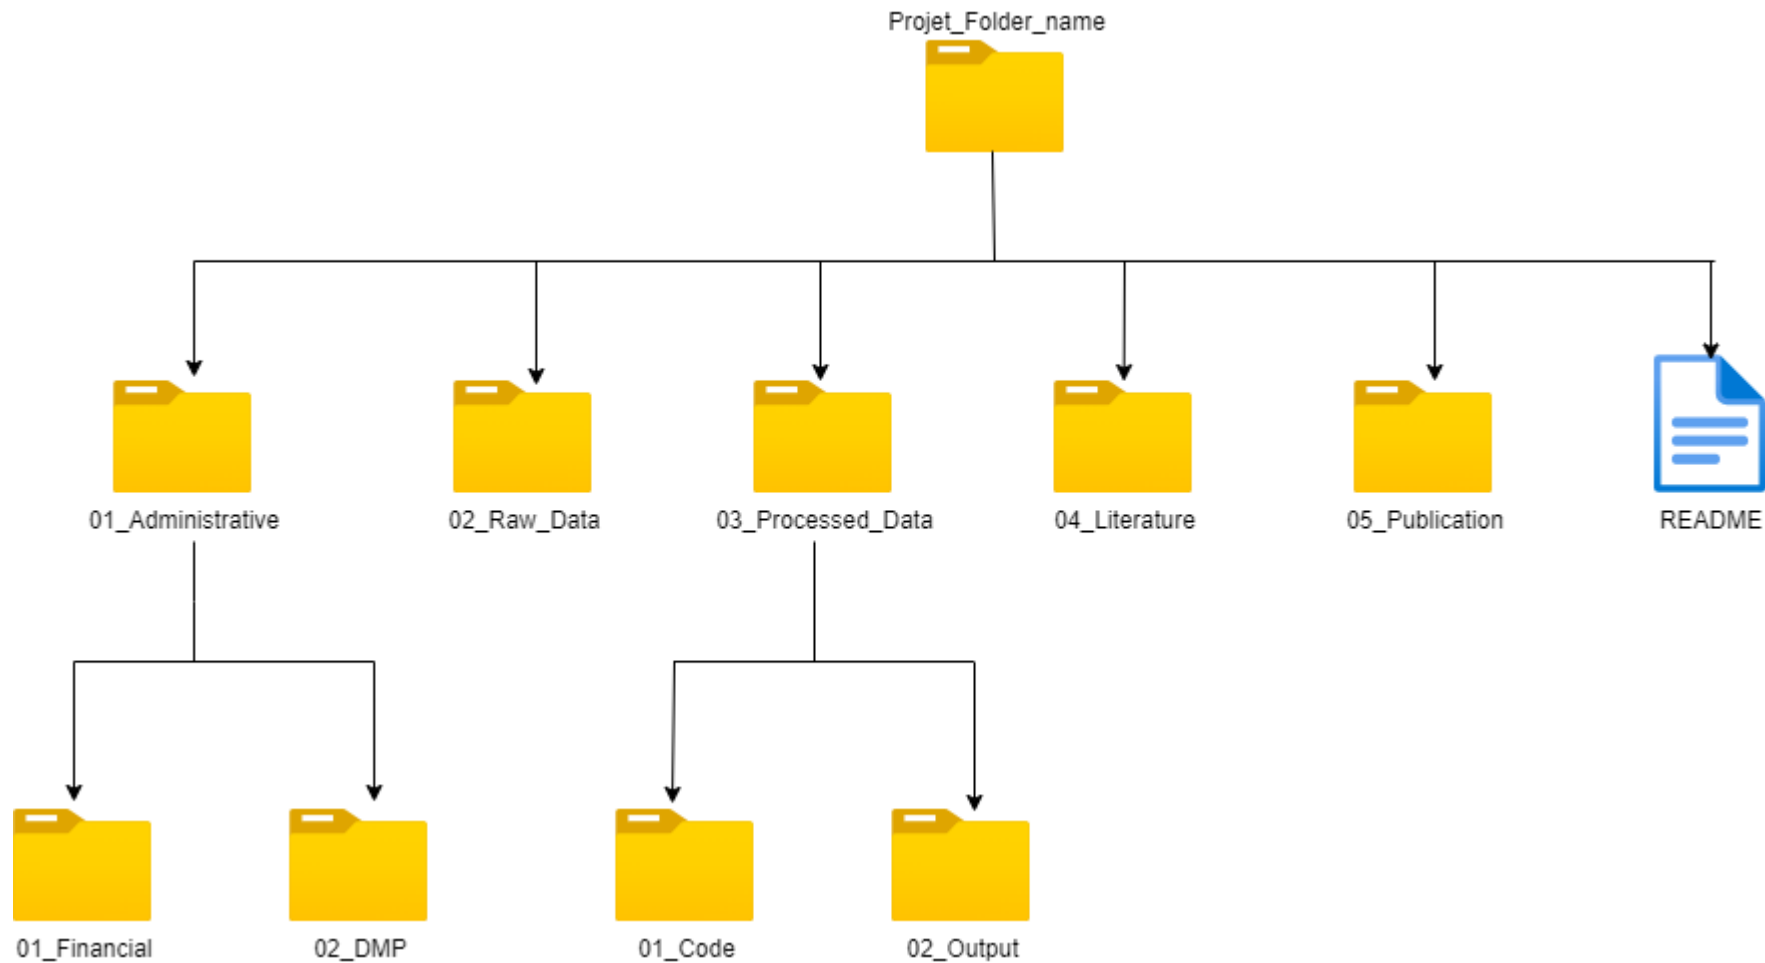 Projet_Folder_name
01_Administrative
02_Raw_Data
03_Processed_Data
04_Literature
05_Publication
README
01_Financial
02_DMP
01_Code
02_Output